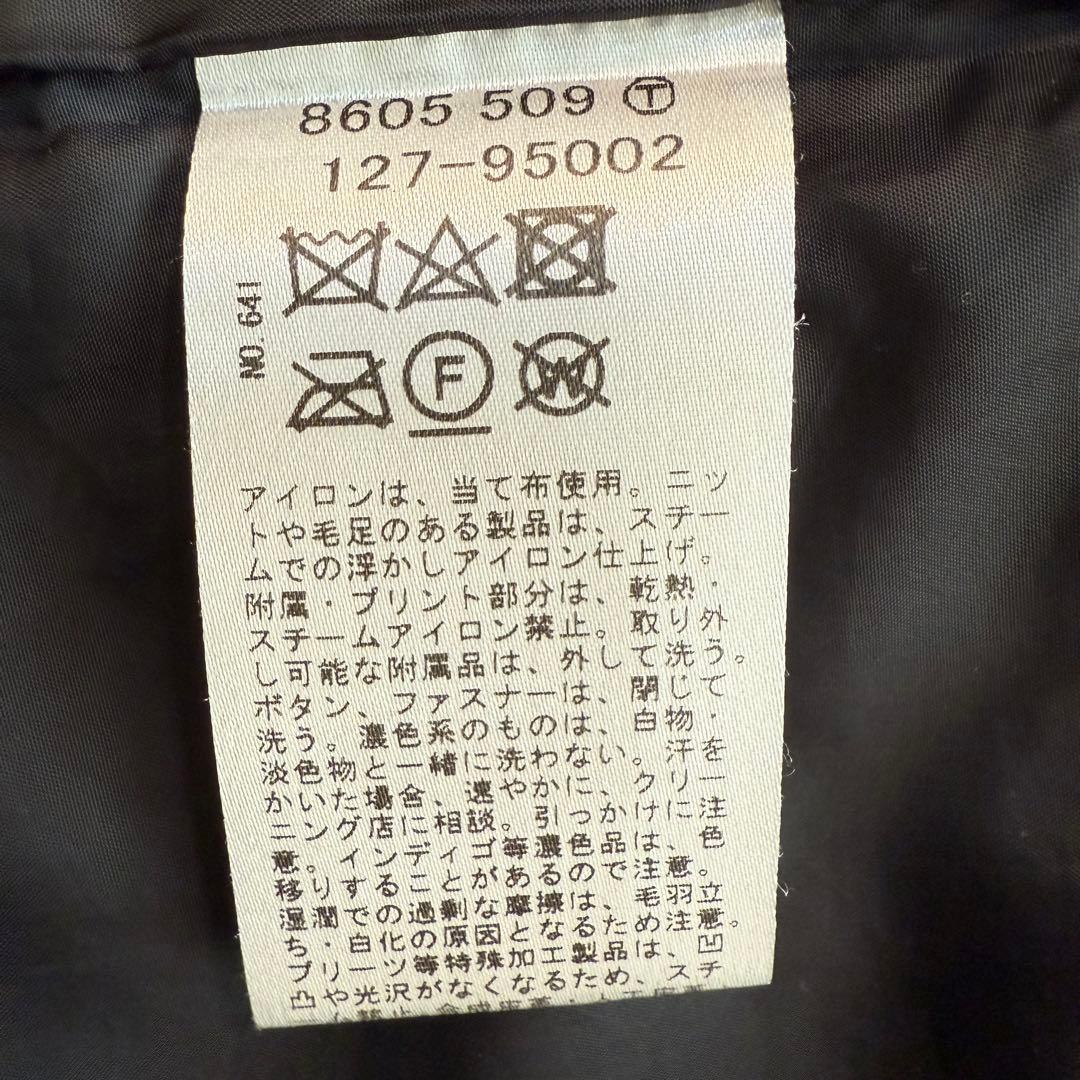 8605 509 Ⓣ
127-95002
NO. 641
F
W
アイロンは、当て布使用。ニッ
トや毛足のある製品は、スチー
ムでの浮かしアイロン仕上げ。
附属・プリント部分は、乾熱・
スチームアイロン禁止。取り外
し可能な附属品は、外して洗う。
ボタン、ファスナーは、閉じて
洗う。濃色系のものは、白物・
淡色物と一緒に洗わない。汗を
かいた場合、速やかに、クリー
ニング店に相談。引っかけに注
意。インディゴ等濃色品は、色
移りすることがあるので注意。
湿潤での過剰な摩擦は、毛羽立
ち・白化の原因となるため注意。
プリーツ等特殊加工製品は、凹
凸や光沢がなくなるため、スチ